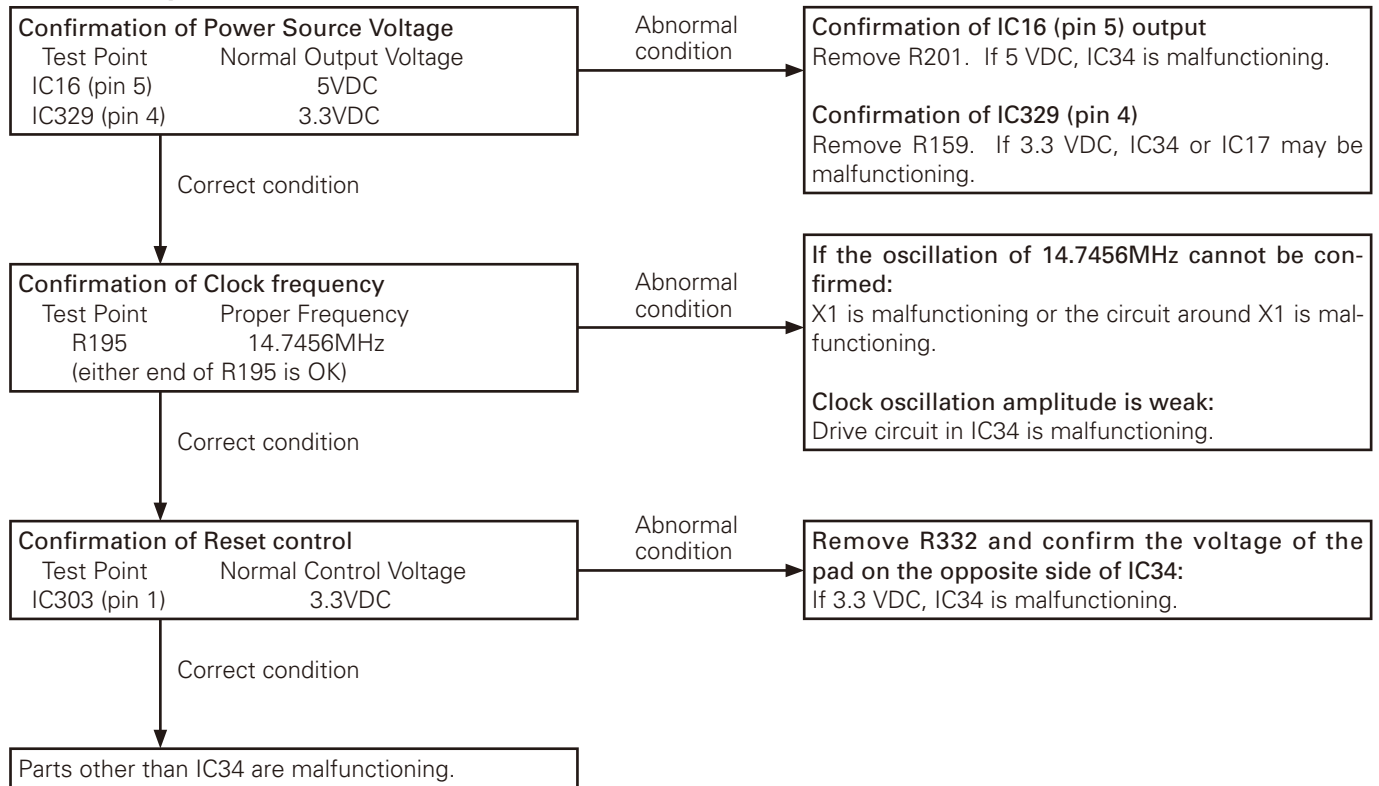 Confirmation of Power Source Voltage
Test Point Normal Output Voltage
IC16 (pin 5) 5VDC
IC329 (pin 4) 3.3VDC
Abnormal
condition
Confirmation of IC16 (pin 5) output
Remove R201. If 5 VDC, IC34 is malfunctioning.
Confirmation of IC329 (pin 4)
Remove R159. If 3.3 VDC, IC34 or IC17 may be
malfunctioning.
Correct condition
Confirmation of Clock frequency
Test Point Proper Frequency
R195 14.7456MHz
(either end of R195 is OK)
Abnormal
condition
If the oscillation of 14.7456MHz cannot be con-
firmed:
X1 is malfunctioning or the circuit around X1 is mal-
functioning.
Clock oscillation amplitude is weak:
Drive circuit in IC34 is malfunctioning.
Correct condition
Confirmation of Reset control
Test Point Normal Control Voltage
IC303 (pin 1) 3.3VDC
Abnormal
condition
Remove R332 and confirm the voltage of the
pad on the opposite side of IC34:
If 3.3 VDC, IC34 is malfunctioning.
Correct condition
Parts other than IC34 are malfunctioning.